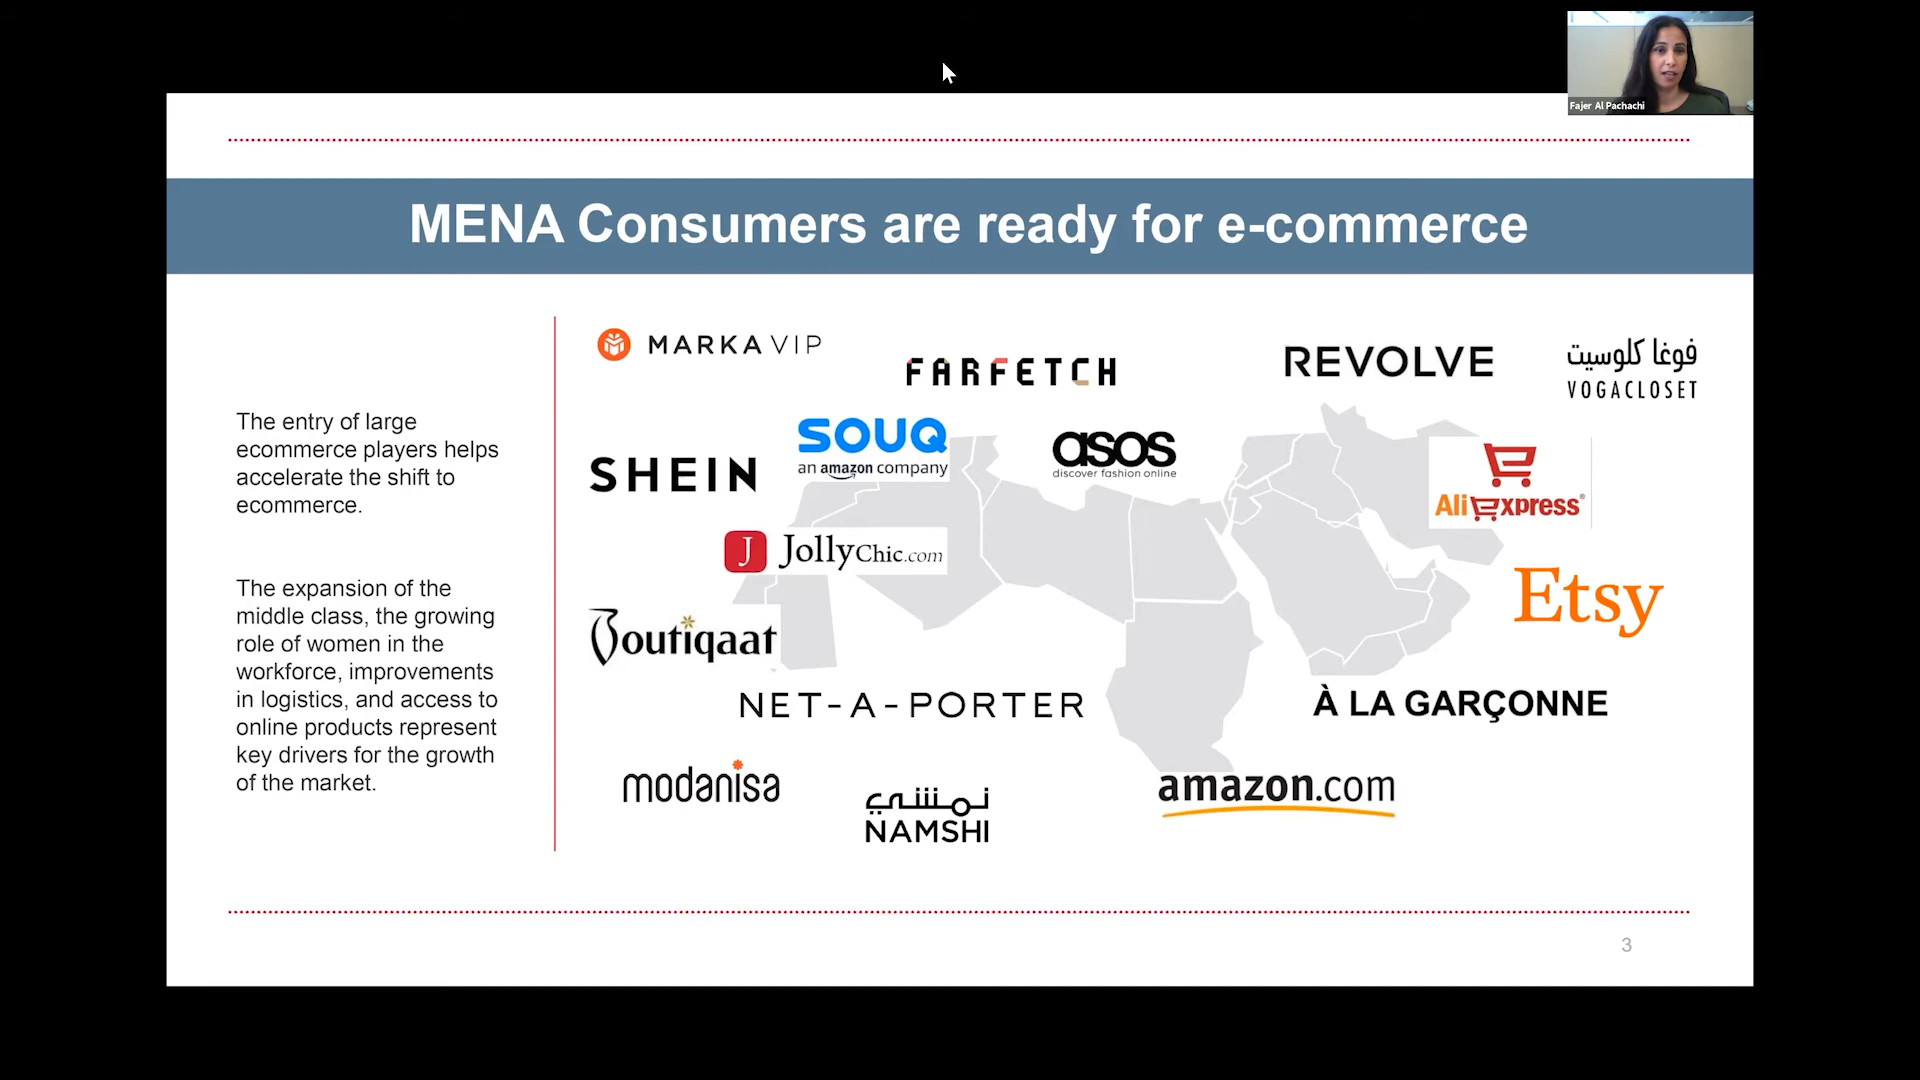 Fajer Al Pachachi
MENA Consumers are ready for e-commerce
The entry of large
ecommerce players helps
accelerate the shift to
ecommerce.
The expansion of the
middle class, the growing
role of women in the
workforce, improvements
in logistics, and access to
online products represent
key drivers for the growth
of the market.
MARKA VIP
FARFETCH
REVOLVE
فوغا كلوسيت
VOGACLOSET
SHEIN
SOUQ
an amazon company
asos
discover fashion online
AliExpress®
J JollyChic.com
Etsy
Boutiqaat
NET-A-PORTER
À LA GARÇONNE
modanisa
نمشي
NAMSHI
amazon.com
3